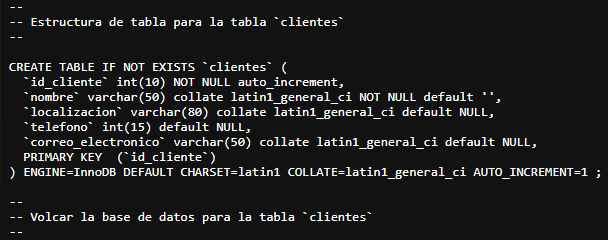 --
-- Estructura de tabla para la tabla `clientes`
--
CREATE TABLE IF NOT EXISTS `clientes` (
  `id_cliente` int(10) NOT NULL auto_increment,
  `nombre` varchar(50) collate latin1_general_ci NOT NULL default '',
  `localizacion` varchar(80) collate latin1_general_ci default NULL,
  `telefono` int(15) default NULL,
  `correo_electronico` varchar(50) collate latin1_general_ci default NULL,
  PRIMARY KEY  (`id_cliente`)
) ENGINE=InnoDB DEFAULT CHARSET=latin1 COLLATE=latin1_general_ci AUTO_INCREMENT=1 ;
--
-- Volcar la base de datos para la tabla `clientes`
--